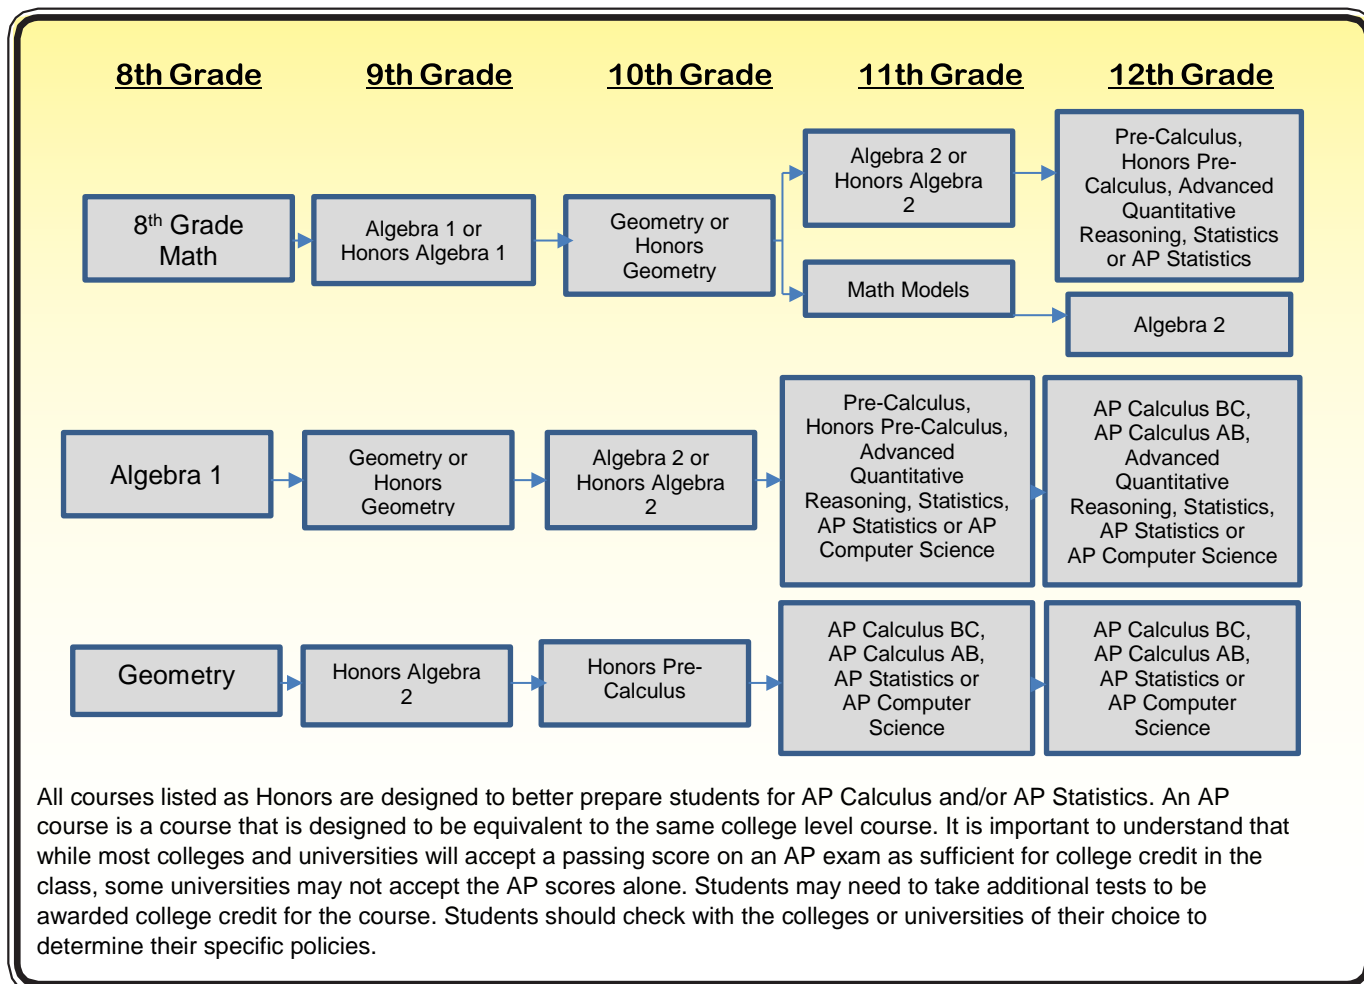 8th Grade
9th Grade
10th Grade
11th Grade
12th Grade
8th Grade
Math
Algebra 1 or
Honors Algebra 1
Geometry or
Honors
Geometry
Algebra 2 or
Honors Algebra
2
Pre-Calculus,
Honors Pre-
Calculus, Advanced
Quantitative
Reasoning, Statistics
or AP Statistics
Math Models
Algebra 2
Algebra 1
Geometry or
Honors
Geometry
Algebra 2 or
Honors Algebra
2
Pre-Calculus,
Honors Pre-Calculus,
Advanced
Quantitative
Reasoning, Statistics,
AP Statistics or AP
Computer Science
AP Calculus BC,
AP Calculus AB,
Advanced
Quantitative
Reasoning, Statistics,
AP Statistics or
AP Computer Science
Geometry
Honors Algebra
2
Honors Pre-
Calculus
AP Calculus BC,
AP Calculus AB,
AP Statistics or
AP Computer
Science
AP Calculus BC,
AP Calculus AB,
AP Statistics or
AP Computer
Science
All courses listed as Honors are designed to better prepare students for AP Calculus and/or AP Statistics. An AP
course is a course that is designed to be equivalent to the same college level course. It is important to understand that
while most colleges and universities will accept a passing score on an AP exam as sufficient for college credit in the
class, some universities may not accept the AP scores alone. Students may need to take additional tests to be
awarded college credit for the course. Students should check with the colleges or universities of their choice to
determine their specific policies.